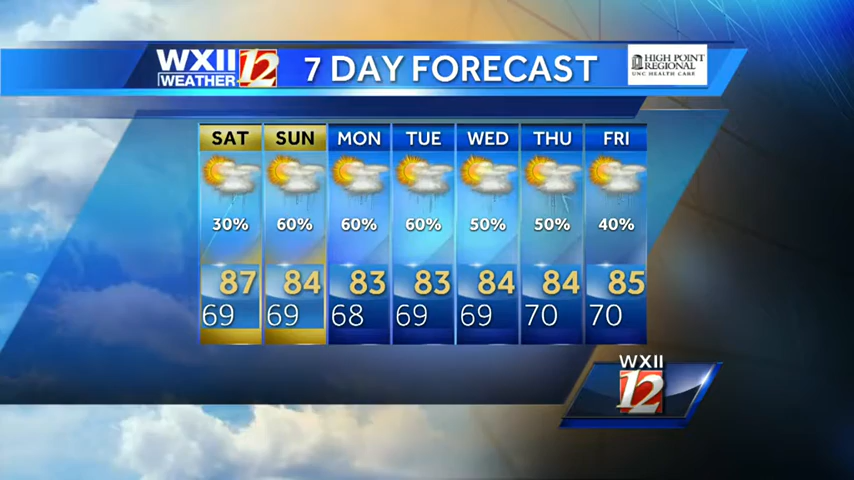 WXII 12
WEATHER
7 DAY FORECAST
HIGH POINT
REGIONAL
UNC HEALTH CARE
SAT SUN MON TUE WED THU FRI
30% 60% 60% 60% 50% 50% 40%
87 84 83 83 84 84 85
69 69 68 69 69 70 70
WXII
12